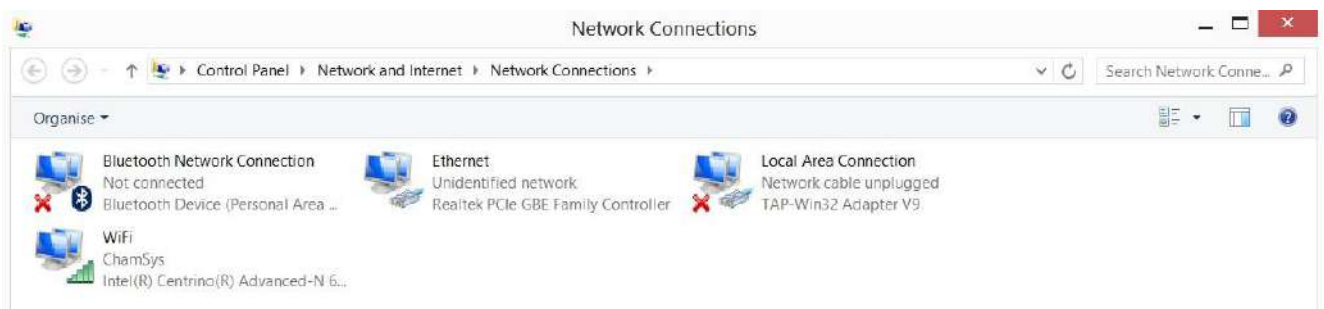 Network Connections
Control Panel Network and Internet Network Connections
Search Network Conne...
Organise
Bluetooth Network Connection
Not connected
Bluetooth Device (Personal Area ...
Ethernet
Unidentified network
Realtek PCIe GBE Family Controller
Local Area Connection
Network cable unplugged
TAP-Win32 Adapter V9
WiFi
ChamSys
Intel(R) Centrino(R) Advanced-N 6...